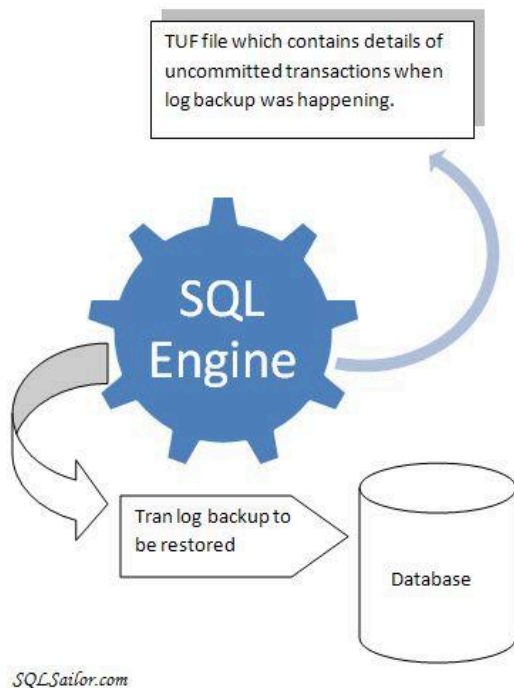 TUF file which contains details of
uncommitted transactions when
log backup was happening.
SQL
Engine
Tran log backup to
be restored
Database
SQLSailor.com